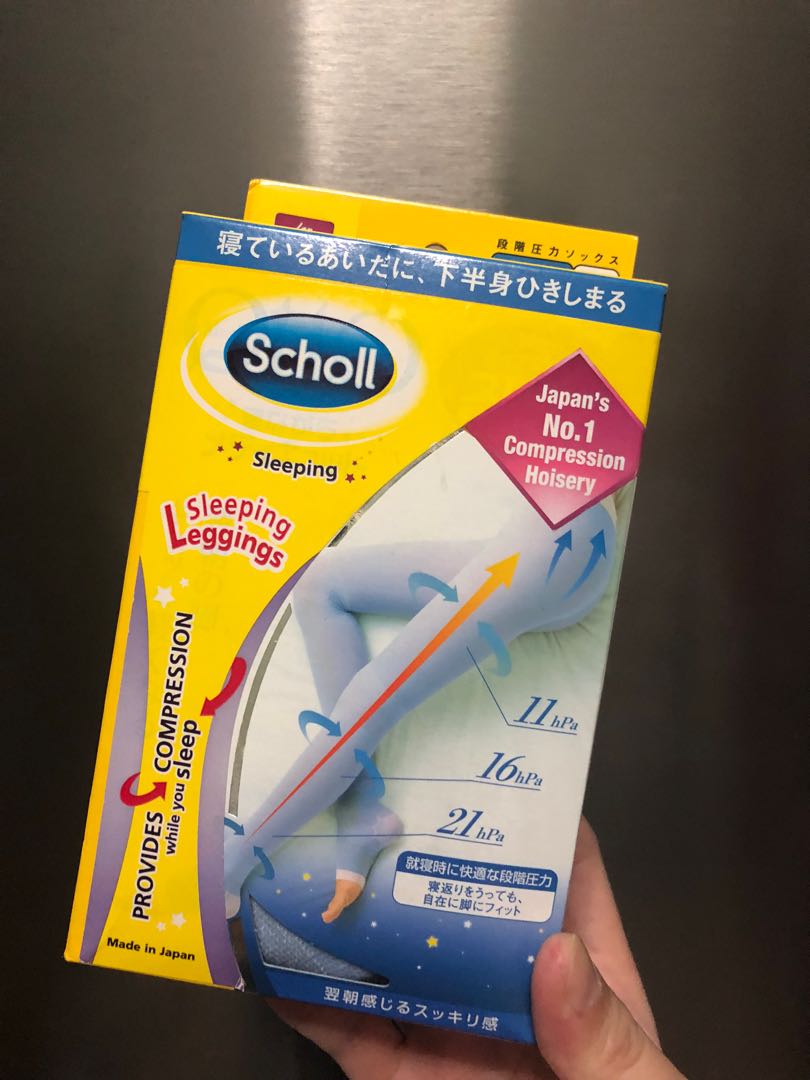 段階圧力ソックス
寝ているあいだに、下半身ひきしまる
Scholl
Sleeping
Japan's
No.1
Compression
Hoisery
Sleeping
Leggings
PROVIDES COMPRESSION
while you sleep
11hPa
16hPa
21hPa
就寝時に快適な段階圧力
寝返りをうっても、
自在に脚にフィット
Made in Japan
翌朝感じるスッキリ感